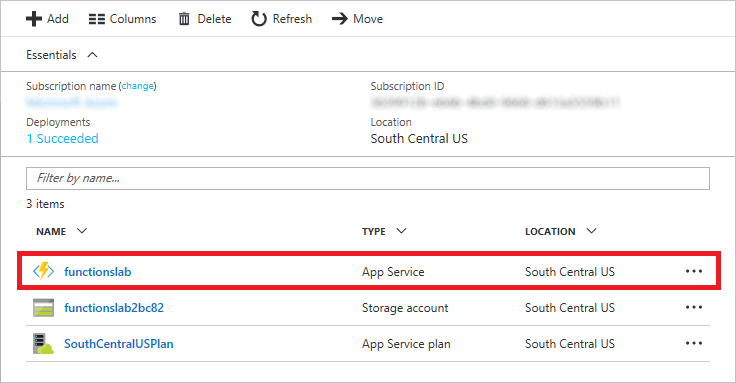 Add Columns Delete Refresh Move
Essentials
Subscription name (change) Subscription ID
Deployments Location
1 Succeeded South Central US
Filter by name...
3 items
NAME TYPE LOCATION
functionslab App Service South Central US
functionslab2bc82 Storage account South Central US
SouthCentralUSPlan App Service plan South Central US